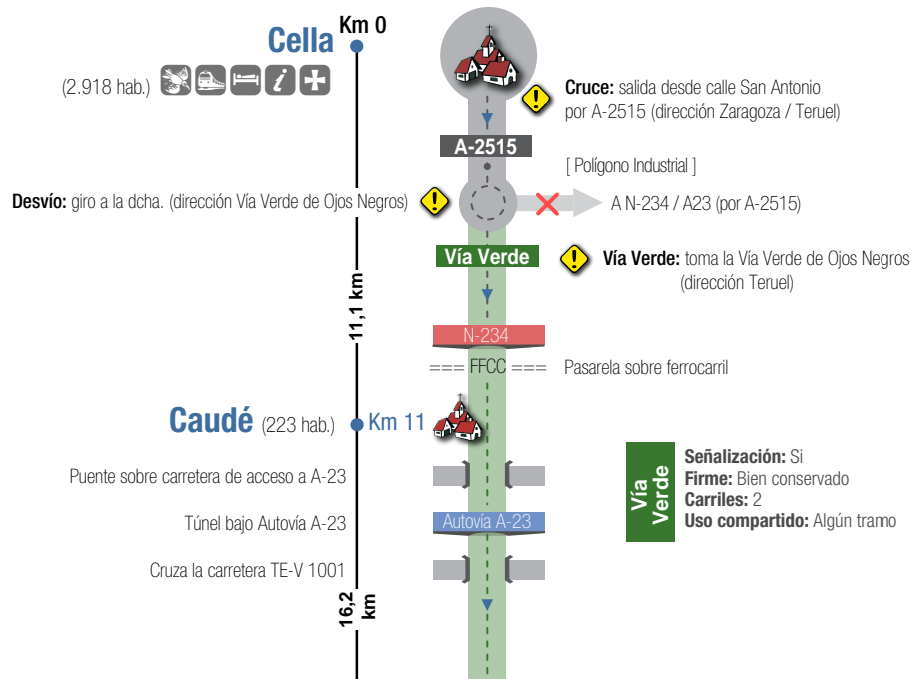 Cella
Km 0
(2.918 hab.)
i
Cruce: salida desde calle San Antonio
por A-2515 (dirección Zaragoza / Teruel)
A-2515
[ Polígono Industrial ]
Desvío: giro a la dcha. (dirección Vía Verde de Ojos Negros)
A N-234 / A23 (por A-2515)
Vía Verde
Vía Verde: toma la Vía Verde de Ojos Negros
(dirección Teruel)
11,1 km
N-234
=== FFCC ===
Pasarela sobre ferrocarril
Caudé (223 hab.)
Km 11
Puente sobre carretera de acceso a A-23
Túnel bajo Autovía A-23
Autovía A-23
Cruza la carretera TE-V 1001
16,2
km
Vía
Verde
Señalización: Si
Firme: Bien conservado
Carriles: 2
Uso compartido: Algún tramo